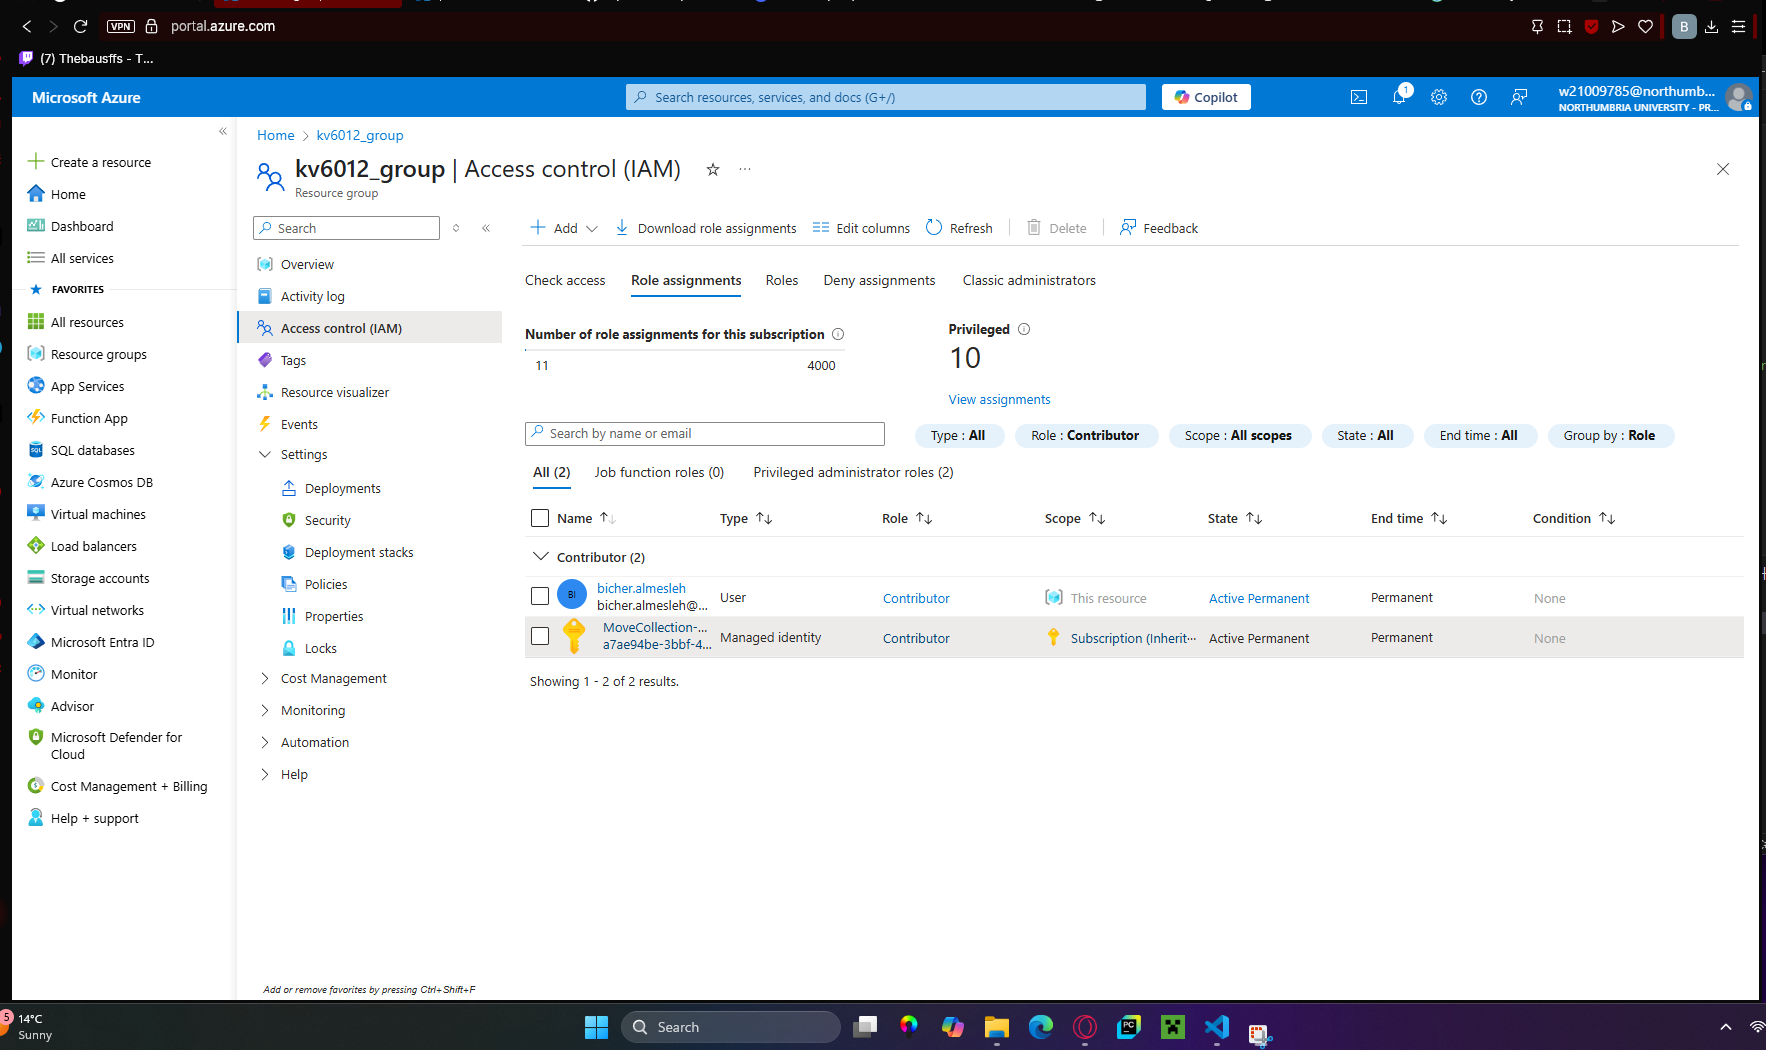 VPN
portal.azure.com
B
(7) Thebausffs - T...
Microsoft Azure
Search resources, services, and docs (G+/)
Copilot
1
w21009785@northumb...
NORTHUMBRIA UNIVERSITY - PR...
Create a resource
Home
Dashboard
All services
FAVORITES
All resources
Resource groups
App Services
Function App
SQL databases
Azure Cosmos DB
Virtual machines
Load balancers
Storage accounts
Virtual networks
Microsoft Entra ID
Monitor
Advisor
Microsoft Defender for
Cloud
Cost Management + Billing
Help + support
Home > kv6012_group
kv6012_group | Access control (IAM)
Resource group
Search
Overview
Activity log
Access control (IAM)
Tags
Resource visualizer
Events
Settings
Deployments
Security
Deployment stacks
Policies
Properties
Locks
Cost Management
Monitoring
Automation
Help
Add or remove favorites by pressing Ctrl+Shift+F
Add Download role assignments Edit columns Refresh Delete Feedback
Check access Role assignments Roles Deny assignments Classic administrators
Number of role assignments for this subscription
11 4000
Privileged
10
View assignments
Search by name or email
Type : All Role : Contributor Scope : All scopes State : All End time : All Group by : Role
All (2) Job function roles (0) Privileged administrator roles (2)
Name Type Role Scope State End time Condition
Contributor (2)
BI
bicher.almesleh
bicher.almesleh@...
User Contributor This resource Active Permanent Permanent None
MoveCollection-...
a7ae94be-3bbf-4...
Managed identity Contributor Subscription (Inherit... Active Permanent Permanent None
Showing 1 - 2 of 2 results.
5
14°C
Sunny
Search
PC